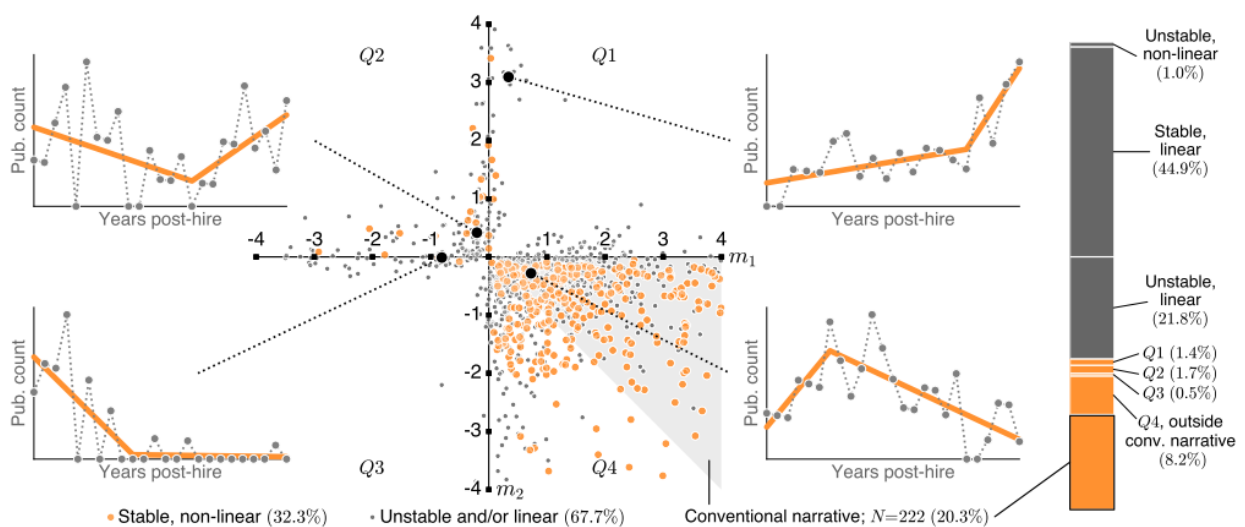 Pub. count
Years post-hire
Q2
4
3
2
1
Q1
Pub. count
Years post-hire
-4
-3
-2
-1
1
2
3
4
m1
-1
-2
-3
-4
m2
Pub. count
Years post-hire
Q3
Q4
Pub. count
Years post-hire
Unstable,
non-linear
(1.0%)
Stable,
linear
(44.9%)
Unstable,
linear
(21.8%)
Q1 (1.4%)
Q2 (1.7%)
Q3 (0.5%)
Q4, outside
conv. narrative
(8.2%)
Stable, non-linear (32.3%)
Unstable and/or linear (67.7%)
Conventional narrative; N=222 (20.3%)